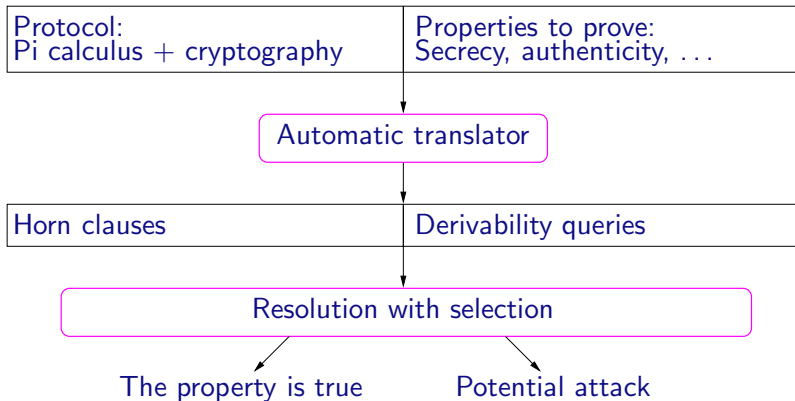 Protocol:
Pi calculus + cryptography
Properties to prove:
Secrecy, authenticity, . . .
Automatic translator
Horn clauses
Derivability queries
Resolution with selection
The property is true
Potential attack